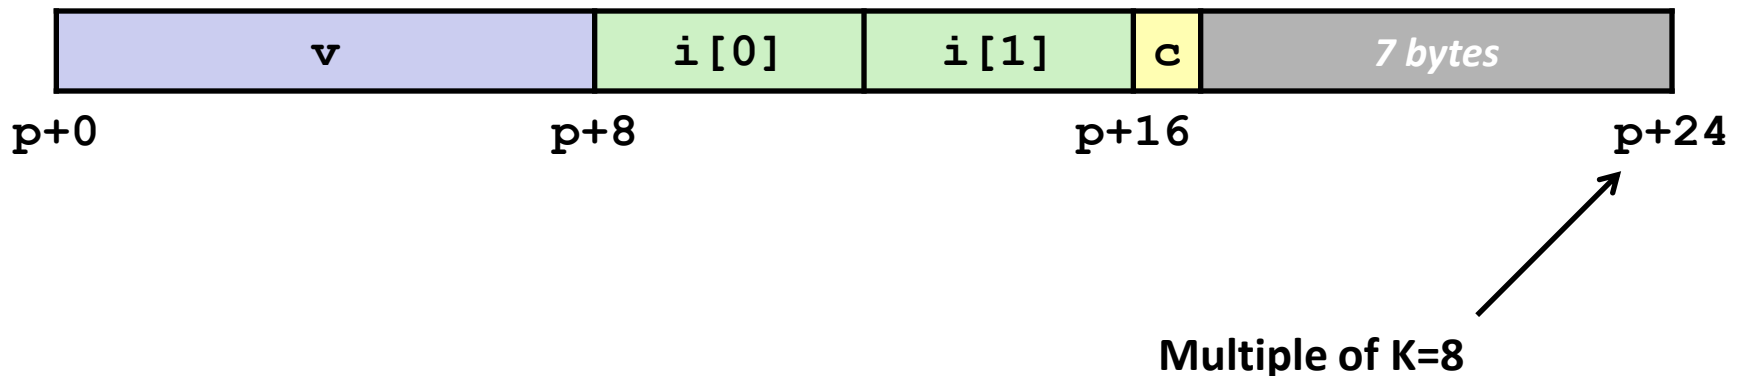 v i[0] i[1] c 7 bytes
p+0 p+8 p+16 p+24
Multiple of K=8